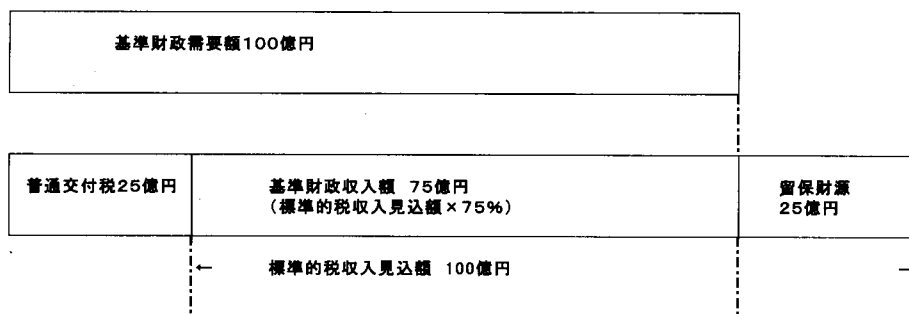 基準財政需要額100億円
普通交付税25億円
基準財政収入額 75億円
(標準的税収入見込額×75%)
留保財源
25億円
← 標準的税収入見込額 100億円